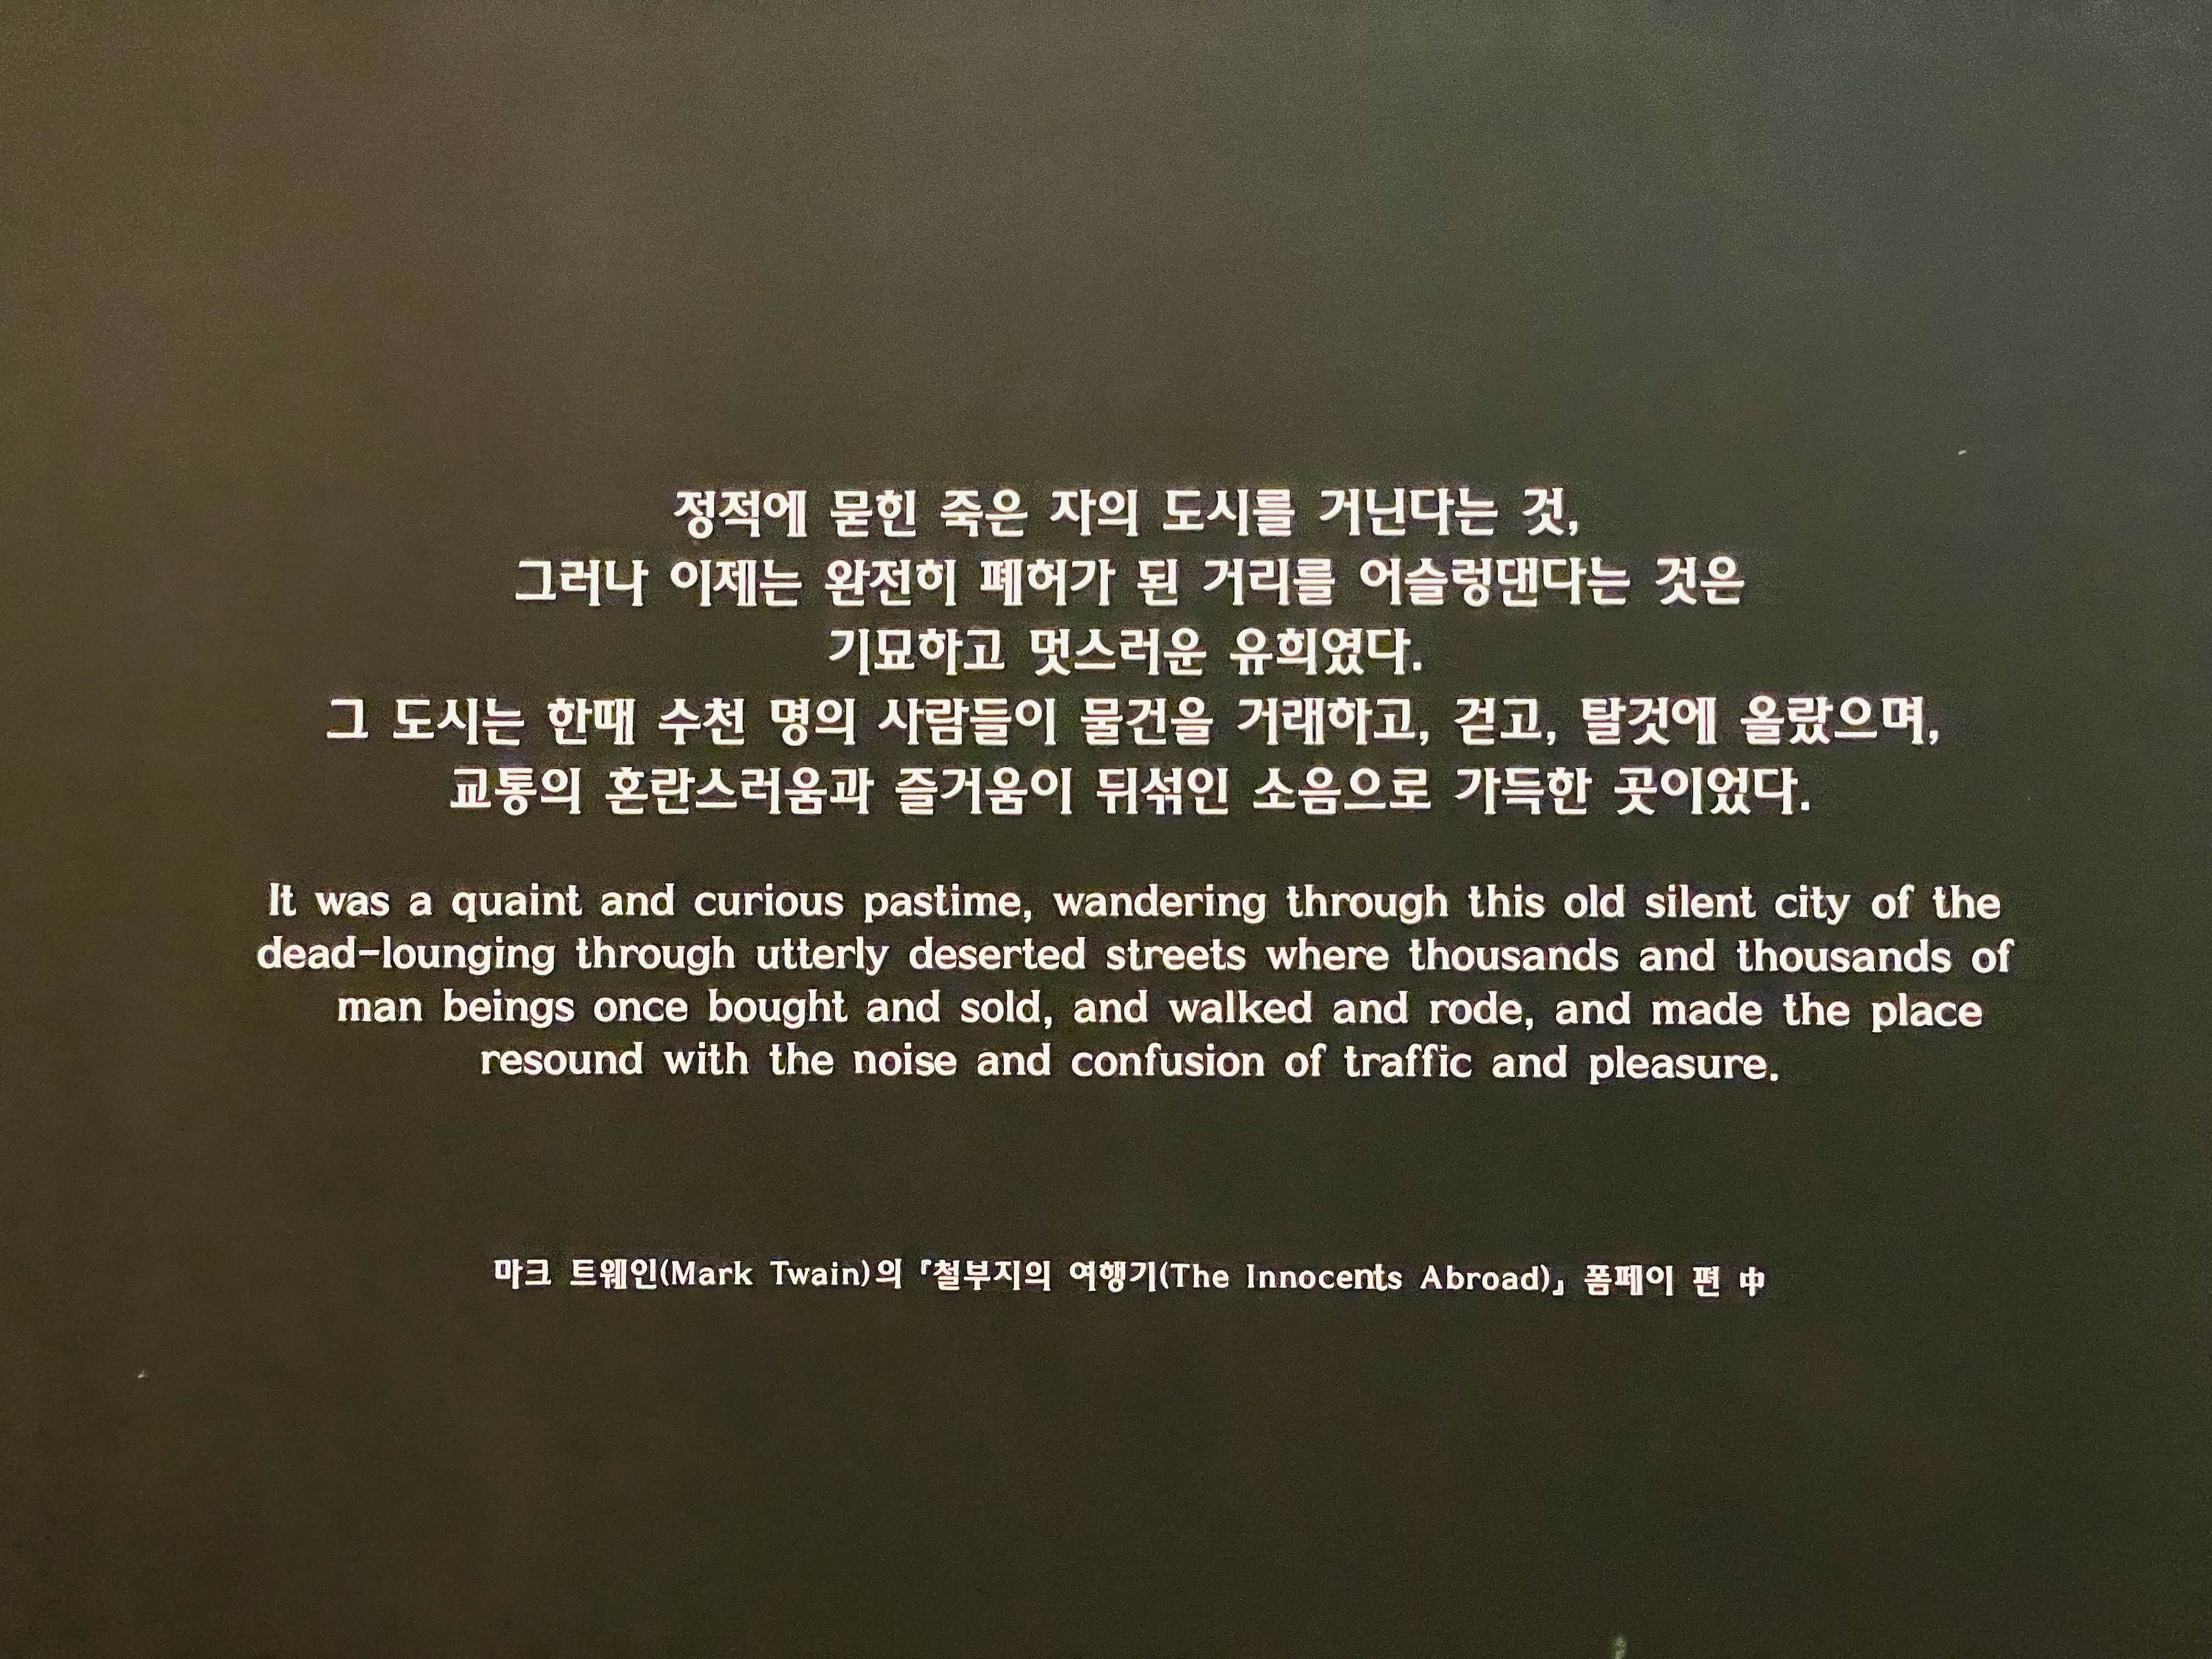 정적에 묻힌 죽은 자의 도시를 거닌다는 것,
그러나 이제는 완전히 폐허가 된 거리를 어슬렁댄다는 것은
기묘하고 멋스러운 유희였다.
그 도시는 한때 수천 명의 사람들이 물건을 거래하고, 걷고, 탈것에 올랐으며,
교통의 혼란스러움과 즐거움이 뒤섞인 소음으로 가득한 곳이었다.
It was a quaint and curious pastime, wandering through this old silent city of the
dead-lounging through utterly deserted streets where thousands and thousands of
man beings once bought and sold, and walked and rode, and made the place
resound with the noise and confusion of traffic and pleasure.
마크 트웨인(Mark Twain)의 『철부지의 여행기(The Innocents Abroad)』 폼페이 편 中